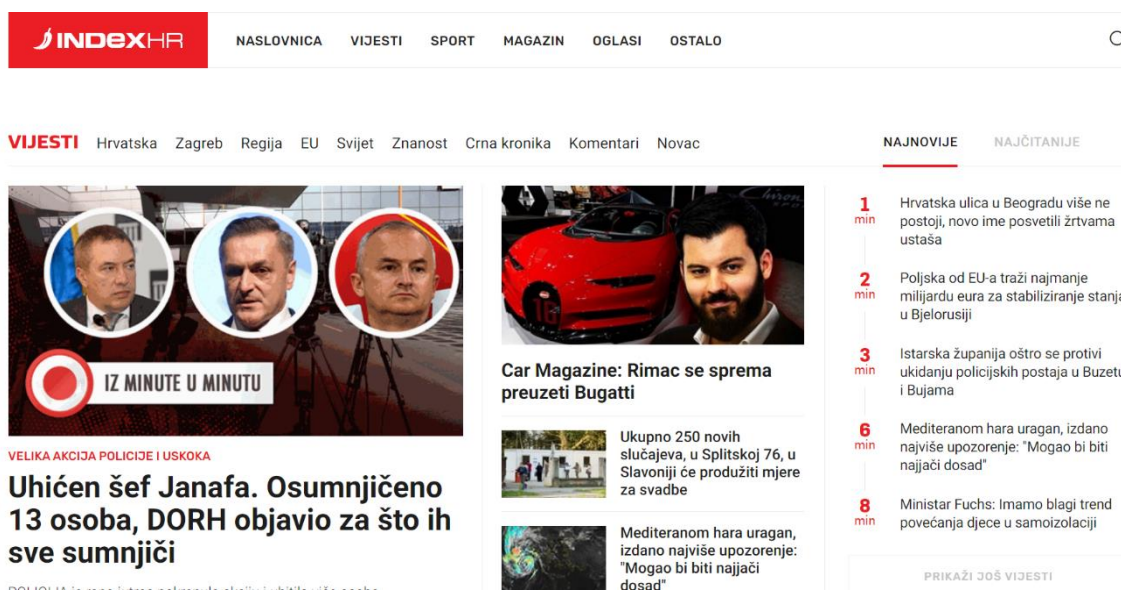 INDEXHR
NASLOVNICA VIJESTI SPORT MAGAZIN OGLASI OSTALO
VIJESTI Hrvatska Zagreb Regija EU Svijet Znanost Crna kronika Komentari Novac
IZ MINUTE U MINUTU
VELIKA AKCIJA POLICIJE I USKOKA
Uhićen šef Janafa. Osumnjičeno
13 osoba, DORH objavio za što ih
sve sumnjiči
Car Magazine: Rimac se sprema
preuzeti Bugatti
Ukupno 250 novih
slučajeva, u Splitskoj 76, u
Slavoniji će produžiti mjere
za svadbe
Mediteranom hara uragan,
izdano najviše upozorenje:
"Mogao bi biti najjači
dosad"
NAJNOVIJE NAJČITANIJE
1 min
Hrvatska ulica u Beogradu više ne
postoji, novo ime posvetili žrtvama
ustaša
2 min
Poljska od EU-a traži najmanje
milijardu eura za stabiliziranje stanja
u Bjelorusiji
3 min
Istarska županija oštro se protivi
ukidanju policijskih postaja u Buzetu
i Bujama
6 min
Mediteranom hara uragan, izdano
najviše upozorenje: "Mogao bi biti
najjači dosad"
8 min
Ministar Fuchs: Imamo blagi trend
povećanja djece u samoizolaciji
PRIKAŽI JOŠ VIJESTI